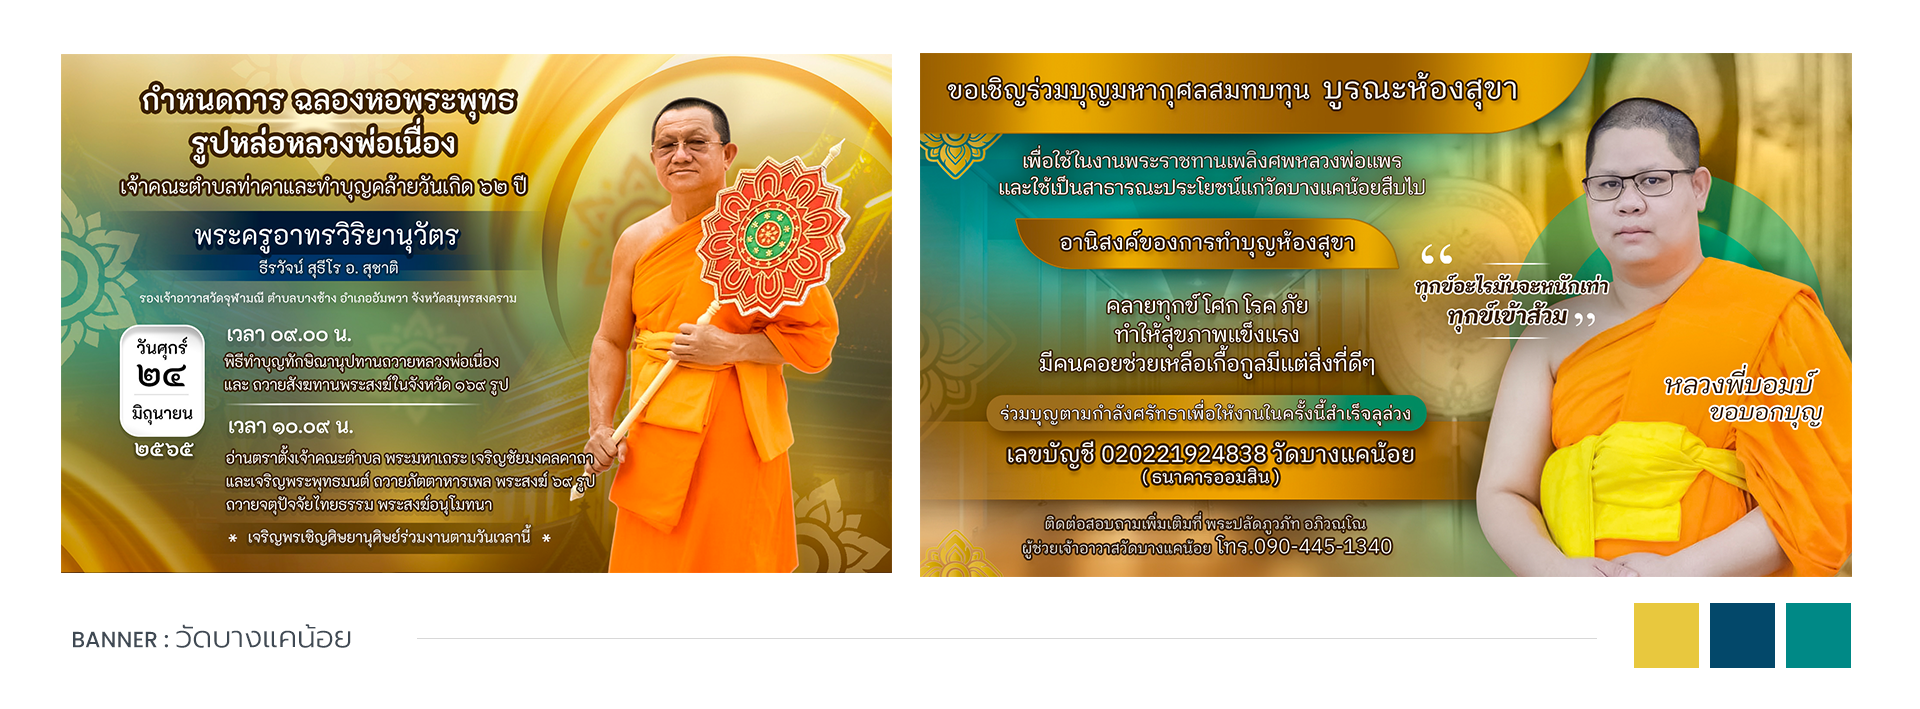 กำหนดการ ฉลองหอพระพุทธ
รูปหล่อหลวงพ่อเนื่อง
เจ้าคณะตำบลท่าคาและทำบุญคล้ายวันเกิด ๖๒ ปี
พระครูอาทรวิริยานุวัตร
ธีรวัจน์ สุธีโร อ. สุชาติ
รองเจ้าอาวาสวัดจุฬามณี ตำบลบางช้าง อำเภออัมพวา จังหวัดสมุทรสงคราม
วันศุกร์
๒๔
มิถุนายน
๒๕๖๕
เวลา ๐๙.๐๐ น.
พิธีทำบุญทักษิณานุปทานถวายหลวงพ่อเนื่อง
และ ถวายสังฆทานพระสงฆ์ในจังหวัด ๑๖๙ รูป
เวลา ๑๐.๐๙ น.
อ่านตราตั้งเจ้าคณะตำบล พระมหาเถระ เจริญชัยมงคลคาถา
และเจริญพระพุทธมนต์ ถวายภัตตาหารเพล พระสงฆ์ ๖๙ รูป
ถวายจตุปัจจัยไทยธรรม พระสงฆ์อนุโมทนา
* เจริญพรเชิญศิษยานุศิษย์ร่วมงานตามวันเวลานี้ *
ขอเชิญร่วมบุญมหากุศลสมทบทุน บูรณะห้องสุขา
เพื่อใช้ในงานพระราชทานเพลิงศพหลวงพ่อแพร
และใช้เป็นสาธารณะประโยชน์แก่วัดบางแคน้อยสืบไป
อานิสงค์ของการทำบุญห้องสุขา
คลายทุกข์ โศก โรค ภัย
ทำให้สุขภาพแข็งแรง
มีคนคอยช่วยเหลือเกื้อกูลมีแต่สิ่งที่ดีๆ
ร่วมบุญตามกำลังศรัทธาเพื่อให้งานในครั้งนี้สำเร็จลุล่วง
เลขบัญชี 020221924838 วัดบางแคน้อย
(ธนาคารออมสิน)
ติดต่อสอบถามเพิ่มเติมที่ พระปลัดภูวภัท อภิวณฺโณ
ผู้ช่วยเจ้าอาวาสวัดบางแคน้อย โทร.090-445-1340
“ ทุกข์อะไรมันจะหนักเท่า
ทุกข์เข้าส้วม ”
หลวงพี่บอมบ์
ขอบอกบุญ
BANNER : วัดบางแคน้อย